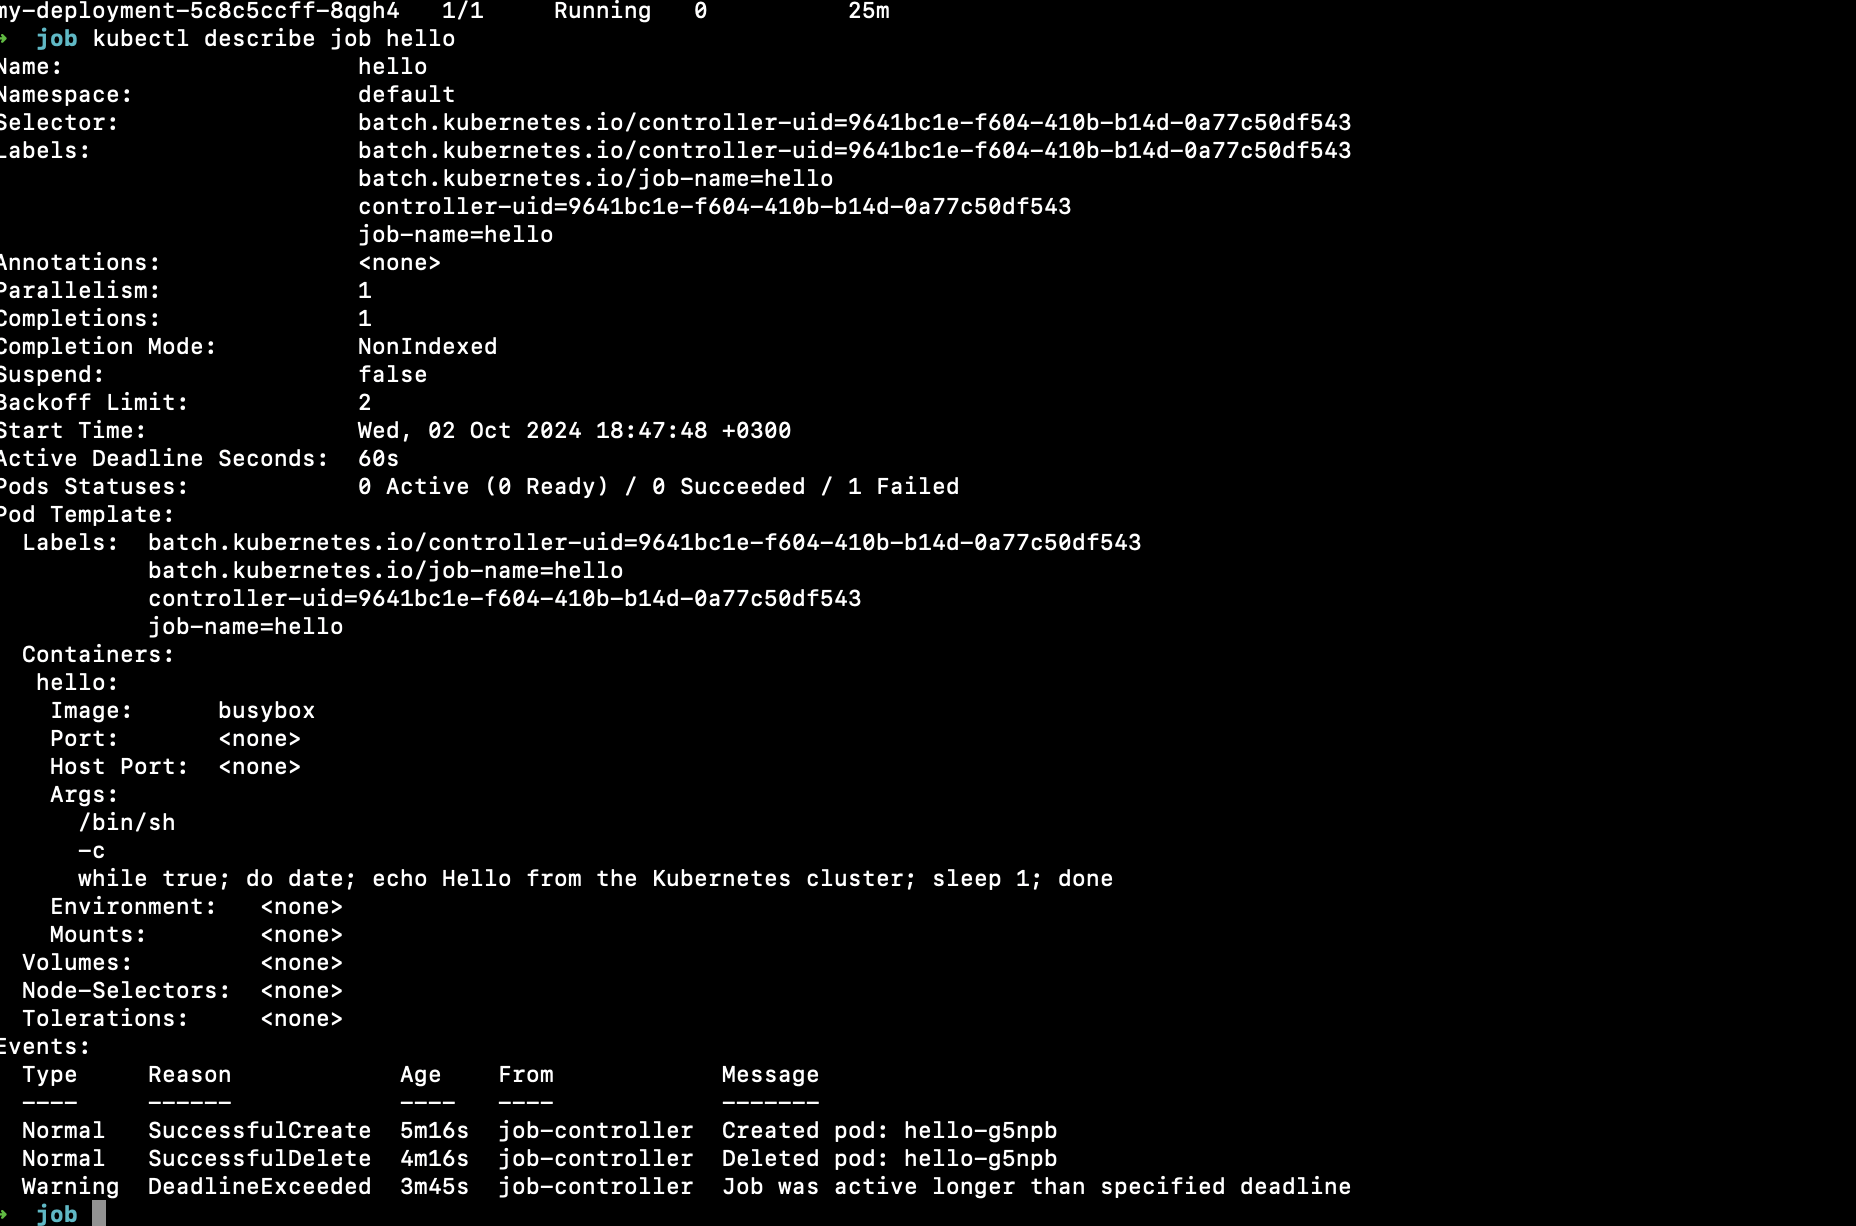 my-deployment-5c8c5ccff-8qgh4   1/1     Running   0          25m
➜  job kubectl describe job hello
Name:                     hello
Namespace:                default
Selector:                 batch.kubernetes.io/controller-uid=9641bc1e-f604-410b-b14d-0a77c50df543
Labels:                   batch.kubernetes.io/controller-uid=9641bc1e-f604-410b-b14d-0a77c50df543
                          batch.kubernetes.io/job-name=hello
                          controller-uid=9641bc1e-f604-410b-b14d-0a77c50df543
                          job-name=hello
Annotations:              <none>
Parallelism:              1
Completions:              1
Completion Mode:          NonIndexed
Suspend:                  false
Backoff Limit:            2
Start Time:               Wed, 02 Oct 2024 18:47:48 +0300
Active Deadline Seconds:  60s
Pods Statuses:            0 Active (0 Ready) / 0 Succeeded / 1 Failed
Pod Template:
  Labels:  batch.kubernetes.io/controller-uid=9641bc1e-f604-410b-b14d-0a77c50df543
           batch.kubernetes.io/job-name=hello
           controller-uid=9641bc1e-f604-410b-b14d-0a77c50df543
           job-name=hello
  Containers:
   hello:
    Image:      busybox
    Port:       <none>
    Host Port:  <none>
    Args:
      /bin/sh
      -c
      while true; do date; echo Hello from the Kubernetes cluster; sleep 1; done
    Environment:   <none>
    Mounts:        <none>
  Volumes:         <none>
  Node-Selectors:  <none>
  Tolerations:     <none>
Events:
  Type     Reason            Age    From            Message
  ----     ------            ----   ----            -------
  Normal   SuccessfulCreate  5m16s  job-controller  Created pod: hello-g5npb
  Normal   SuccessfulDelete  4m16s  job-controller  Deleted pod: hello-g5npb
  Warning  DeadlineExceeded  3m45s  job-controller  Job was active longer than specified deadline
➜  job